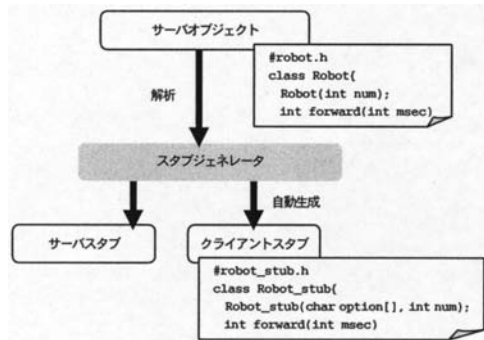 サーバオブジェクト
#robot.h
class Robot{
Robot(int num);
int forward(int msec)
解析
スタブジェネレータ
自動生成
サーバスタブ
クライアントスタブ
#robot_stub.h
class Robot_stub{
Robot_stub(char option[], int num);
int forward(int msec)